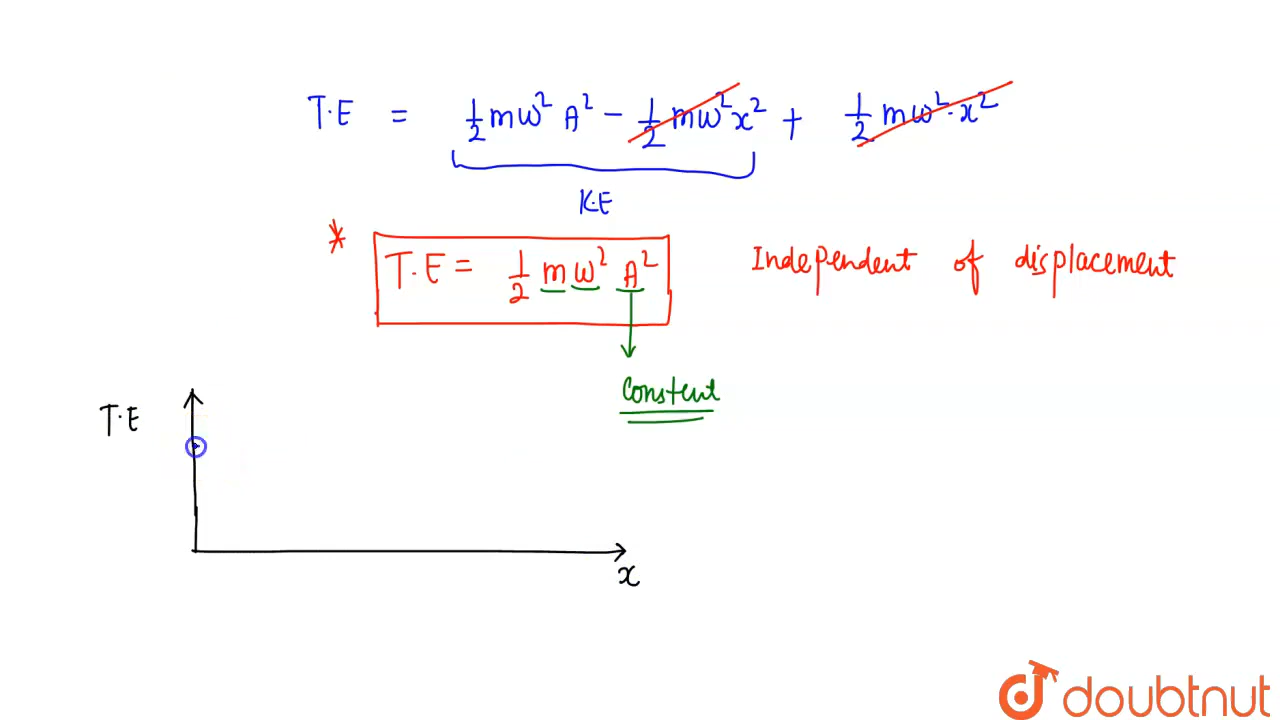 T.E = 1/2 mω² A² - 1/2 mω² x² + 1/2 mω². x²
K.E
* T.E = 1/2 m ω² A² Independent of displacement
Constent
T.E
x
doubtnut